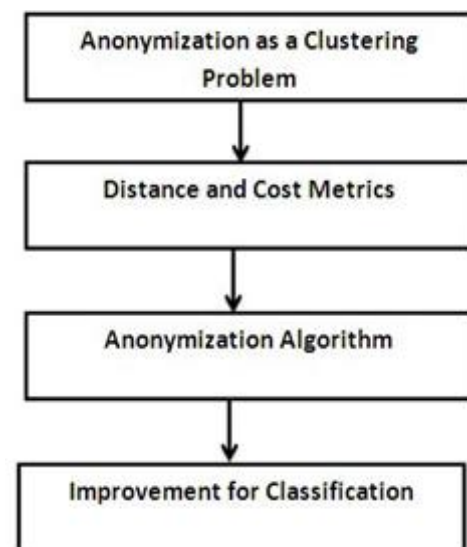 Anonymization as a Clustering
Problem
Distance and Cost Metrics
Anonymization Algorithm
Improvement for Classification